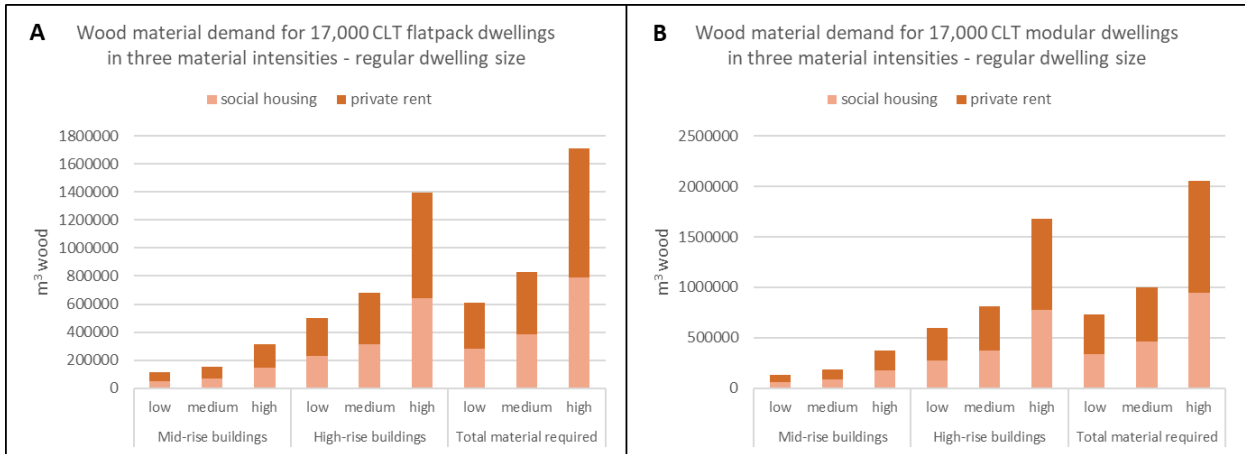 A
Wood material demand for 17,000 CLT flatpack dwellings
in three material intensities - regular dwelling size
social housing private rent
1800000
1600000
1400000
1200000
1000000
800000
600000
400000
200000
0
m³ wood
low medium high low medium high low medium high
Mid-rise buildings High-rise buildings Total material required
B
Wood material demand for 17,000 CLT modular dwellings
in three material intensities - regular dwelling size
social housing private rent
2500000
2000000
1500000
1000000
500000
0
m³ wood
low medium high low medium high low medium high
Mid-rise buildings High-rise buildings Total material required